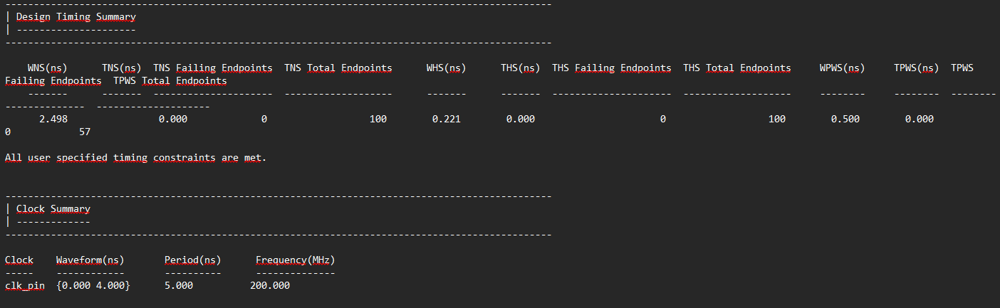 ------------------------------------------------------------------------------------------------
| Design Timing Summary
| ---------------------
------------------------------------------------------------------------------------------------
    WNS(ns)      TNS(ns)  TNS Failing Endpoints  TNS Total Endpoints      WHS(ns)      THS(ns)  THS Failing Endpoints  THS Total Endpoints     WPWS(ns)     TPWS(ns)  TPWS
Failing Endpoints  TPWS Total Endpoints
    -------      -------  ---------------------  -------------------      -------      -------  ---------------------  -------------------     --------     --------  --------
--------------  --------------------
      2.498                0.000             0                  100        0.221        0.000                      0                  100        0.500        0.000
0            57
All user specified timing constraints are met.
------------------------------------------------------------------------------------------------
| Clock Summary
| -------------
------------------------------------------------------------------------------------------------
Clock    Waveform(ns)       Period(ns)      Frequency(MHz)
-----    ------------       ----------      --------------
clk_pin  {0.000 4.000}      5.000          200.000